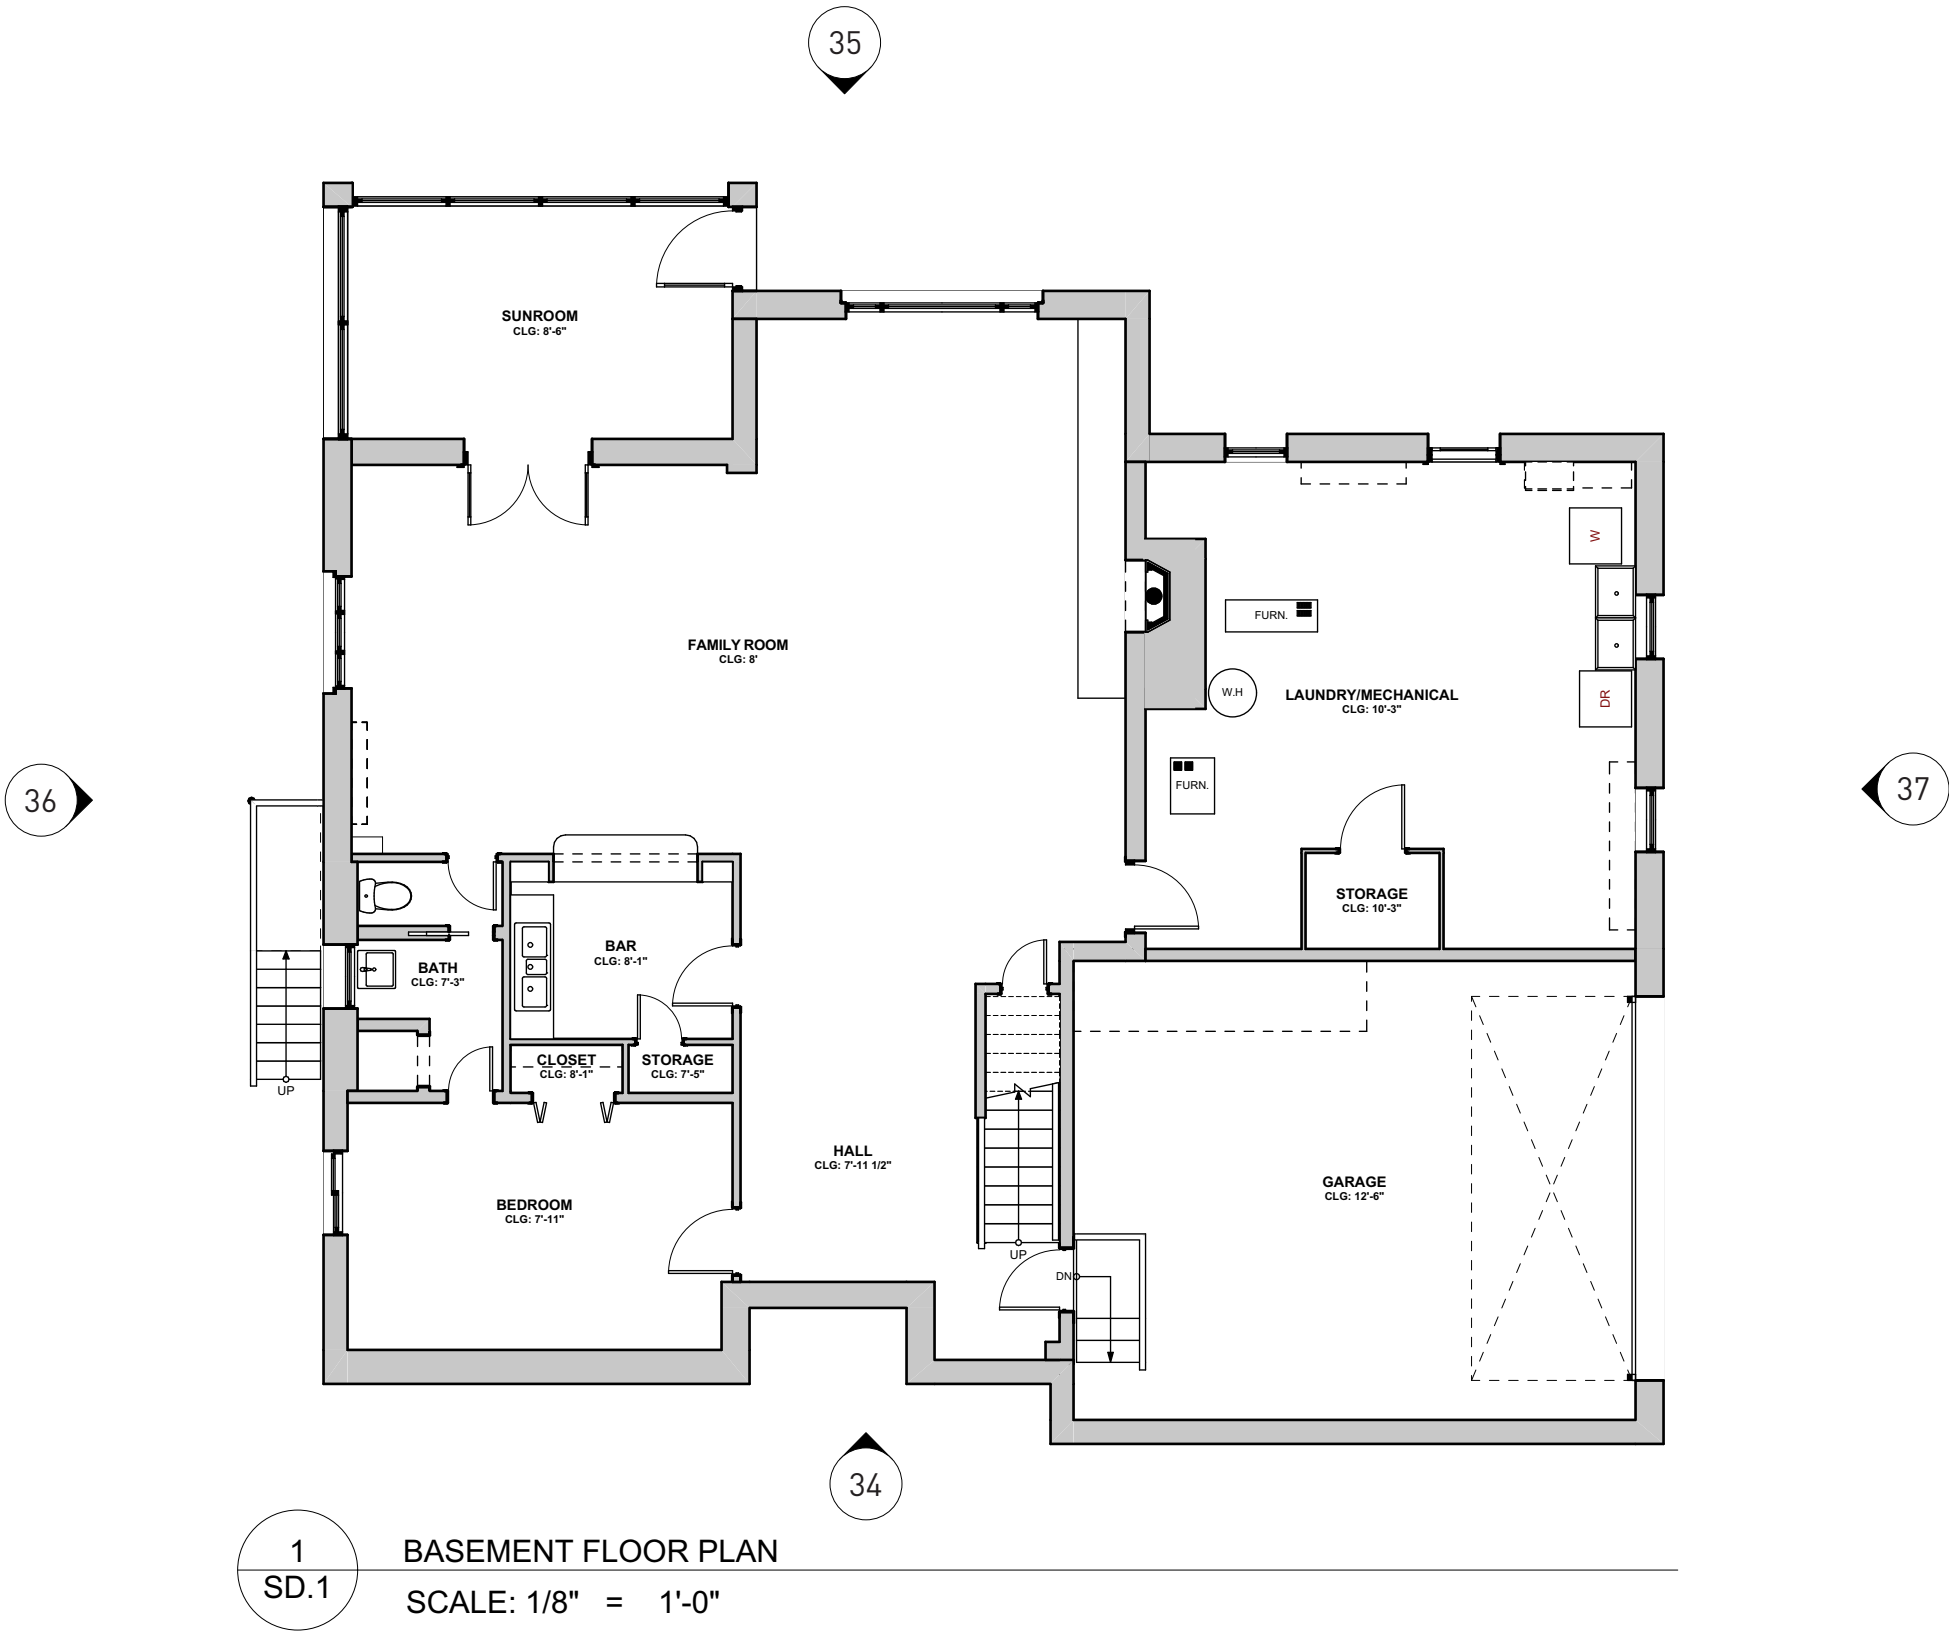 35
SUNROOM
CLG: 8'-6"
W
FURN.
FAMILY ROOM
CLG: 8'
W.H
LAUNDRY/MECHANICAL
CLG: 10'-3"
DR
FURN.
36
37
STORAGE
CLG: 10'-3"
BAR
CLG: 8'-1"
BATH
CLG: 7'-3"
CLOSET
CLG: 8'-1"
STORAGE
CLG: 7'-5"
UP
HALL
CLG: 7'-11 1/2"
GARAGE
CLG: 12'-6"
BEDROOM
CLG: 7'-11"
UP
DN
34
1
SD.1
BASEMENT FLOOR PLAN
SCALE: 1/8" = 1'-0"